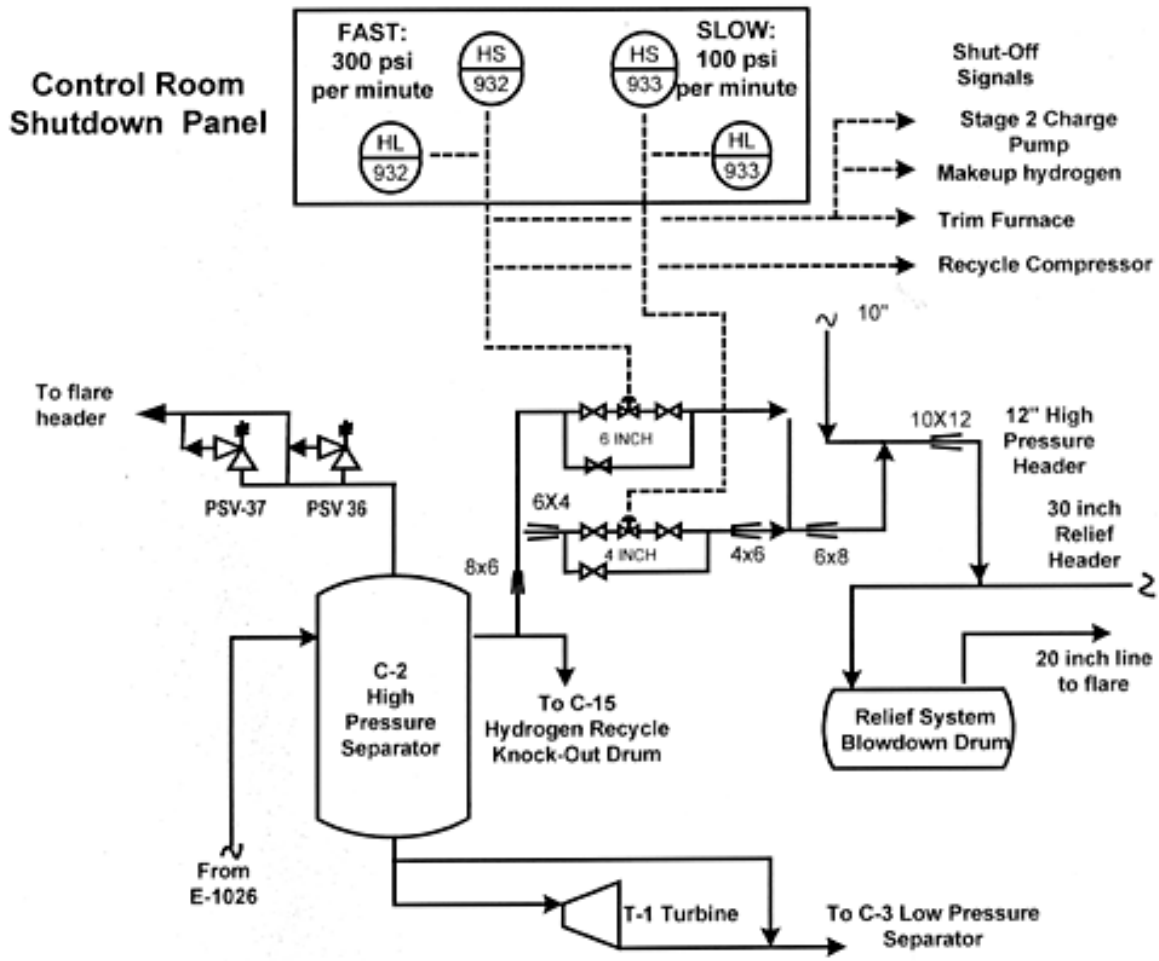 Control Room
Shutdown Panel
FAST:
300 psi
per minute
HS
932
HL
932
HS
933
SLOW:
100 psi
per minute
HL
933
Shut-Off
Signals
Stage 2 Charge
Pump
Makeup hydrogen
Trim Furnace
Recycle Compressor
10"
To flare
header
PSV-37
PSV 36
6 INCH
6X4
4 INCH
8x6
4x6
6x8
10X12
12" High
Pressure
Header
30 inch
Relief
Header
20 inch line
to flare
Relief System
Blowdown Drum
C-2
High
Pressure
Separator
To C-15
Hydrogen Recycle
Knock-Out Drum
From
E-1026
T-1 Turbine
To C-3 Low Pressure
Separator